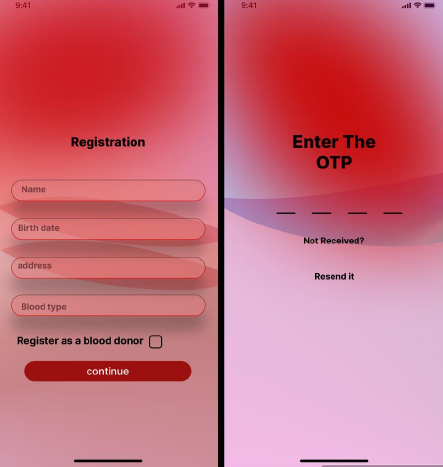 9:41
Registration
Name
Birth date
address
Blood type
Register as a blood donor
continue
9:41
Enter The
OTP
Not Received?
Resend it